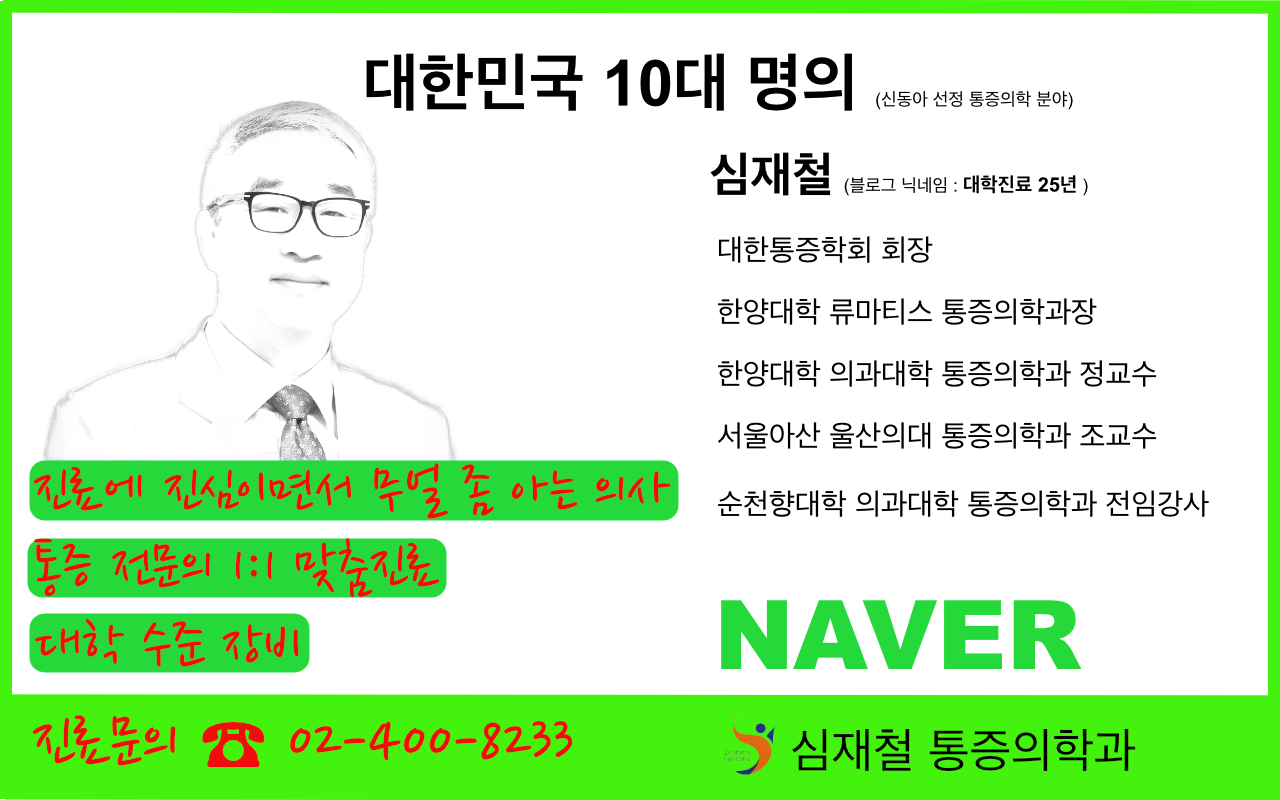 대한민국 10대 명의 (신동아 선정 통증의학 분야)
심재철 (블로그 닉네임 : 대학진료 25년 )
대한통증학회 회장
한양대학 류마티스 통증의학과장
한양대학 의과대학 통증의학과 정교수
서울아산 울산의대 통증의학과 조교수
순천향대학 의과대학 통증의학과 전임강사
진료에 진심이면서 무얼 좀 아는 의사
통증 전문의 1:1 맞춤진료
대학 수준 장비
NAVER
진료문의 ☎ 02-400-8233
심재철 통증의학과